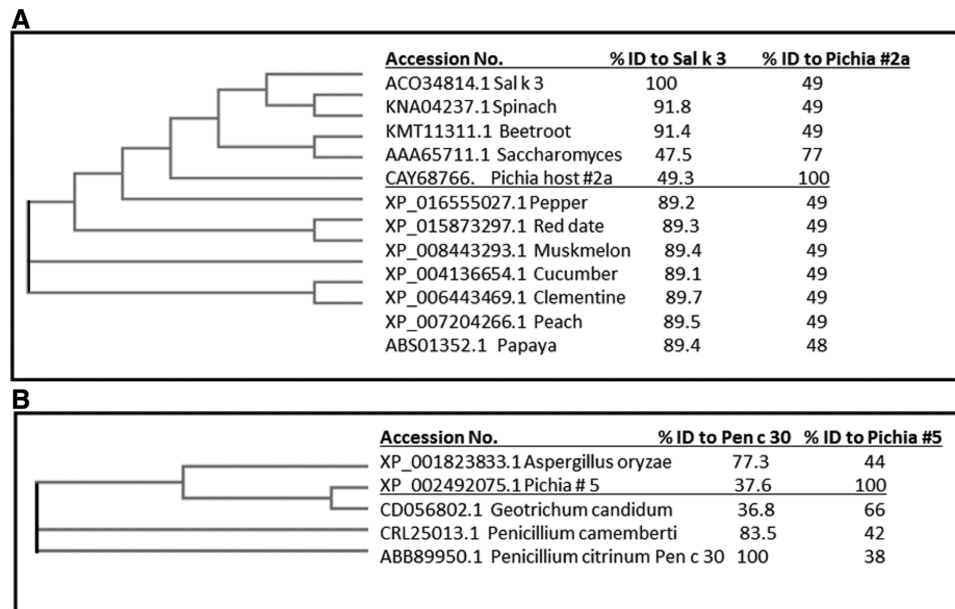 A
Accession No. % ID to Sal k 3 % ID to Pichia #2a
ACO34814.1 Sal k 3 100 49
KNA04237.1 Spinach 91.8 49
KMT11311.1 Beetroot 91.4 49
AAA65711.1 Saccharomyces 47.5 77
CAY68766. Pichia host #2a 49.3 100
XP_016555027.1 Pepper 89.2 49
XP_015873297.1 Red date 89.3 49
XP_008443293.1 Muskmelon 89.4 49
XP_004136654.1 Cucumber 89.1 49
XP_006443469.1 Clementine 89.7 49
XP_007204266.1 Peach 89.5 49
ABS01352.1 Papaya 89.4 48
B
Accession No. % ID to Pen c 30 % ID to Pichia #5
XP_001823833.1 Aspergillus oryzae 77.3 44
XP_002492075.1 Pichia # 5 37.6 100
CD056802.1 Geotrichum candidum 36.8 66
CRL25013.1 Penicillium camemberti 83.5 42
ABB89950.1 Penicillium citrinum Pen c 30 100 38